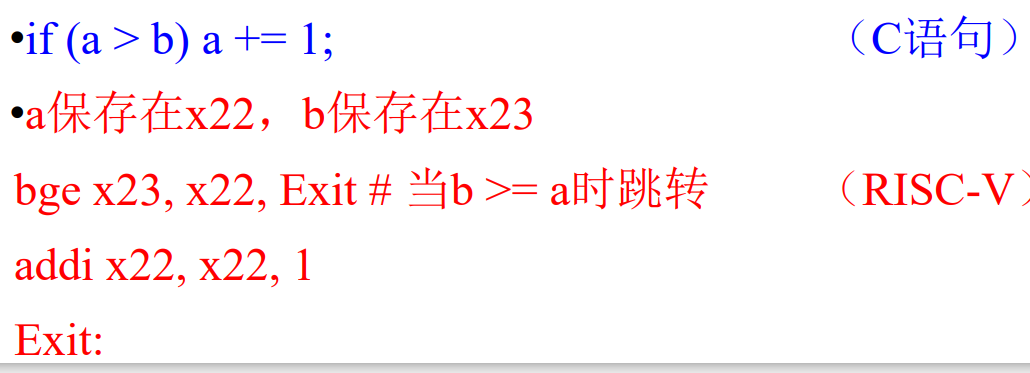 •if (a > b) a += 1; （C语句）
•a保存在x22，b保存在x23
bge x23, x22, Exit # 当b >= a时跳转 （RISC-V）
addi x22, x22, 1
Exit: